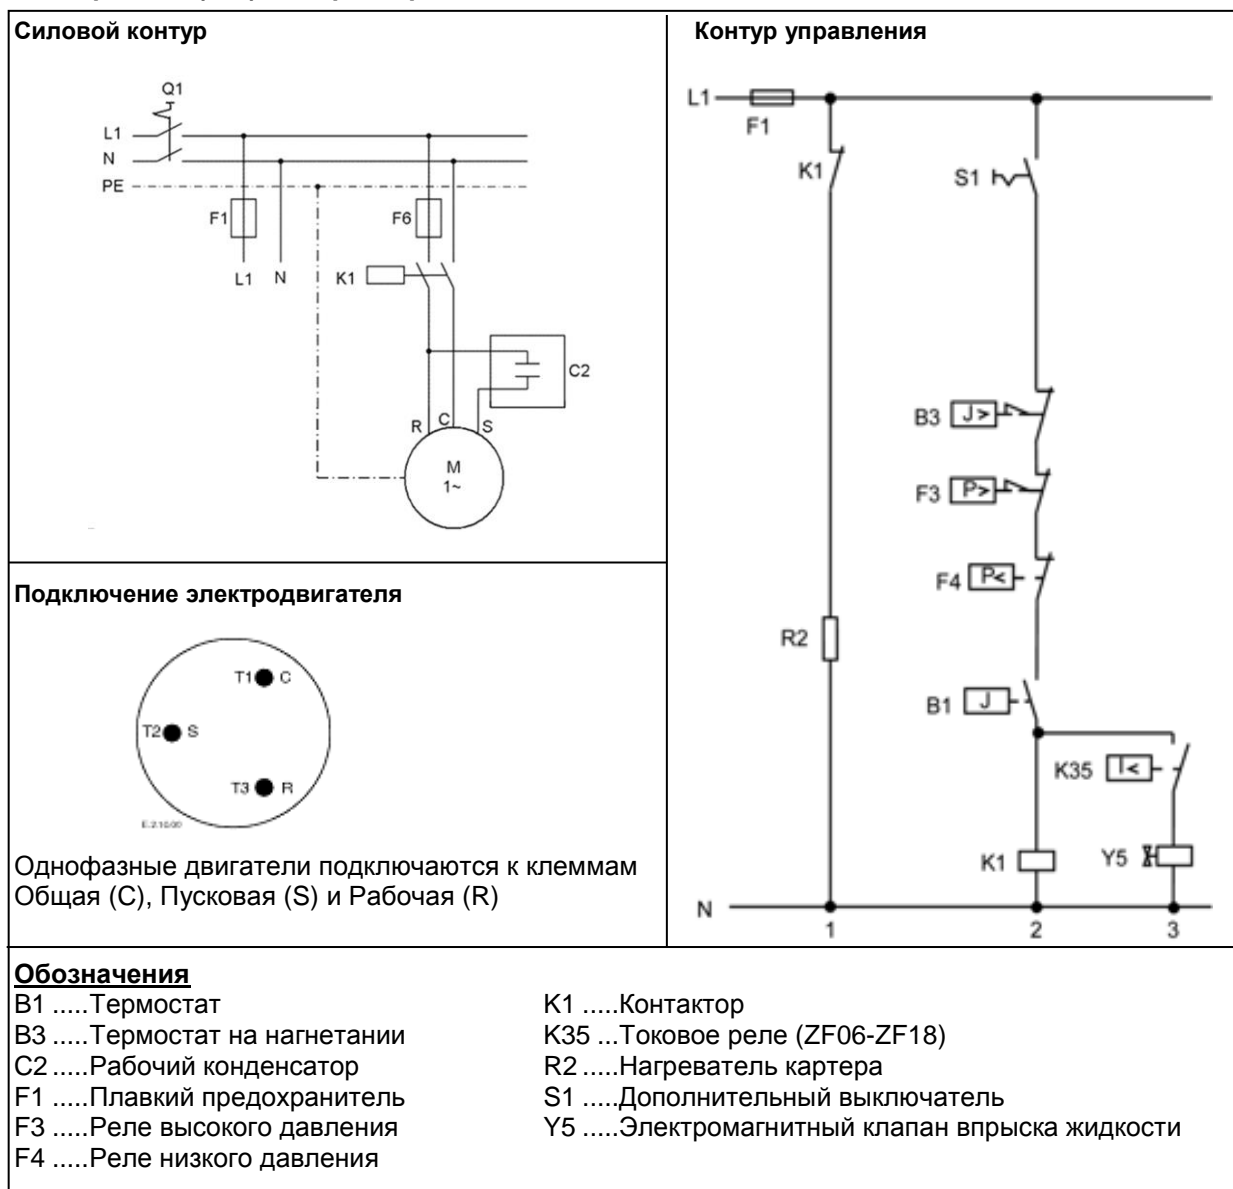 Силовой контур
Q1
L1
N
PE
F1
F6
L1
N
K1
C2
R
C
S
M
1~
Контур управления
L1
F1
K1
S1
B3
J>
F3
P>
F4
P<
R2
B1
J
K35
I<
K1
Y5
N
1
2
3
Подключение электродвигателя
T1
C
T2
S
T3
R
Однофазные двигатели подключаются к клеммам
Общая (С), Пусковая (S) и Рабочая (R)
Обозначения
B1 .....Термостат
B3 .....Термостат на нагнетании
C2 .....Рабочий конденсатор
F1 .....Плавкий предохранитель
F3 .....Реле высокого давления
F4 .....Реле низкого давления
K1 .....Контактор
K35 ...Токовое реле (ZF06-ZF18)
R2 .....Нагреватель картера
S1 .....Дополнительный выключатель
Y5 .....Электромагнитный клапан впрыска жидкости